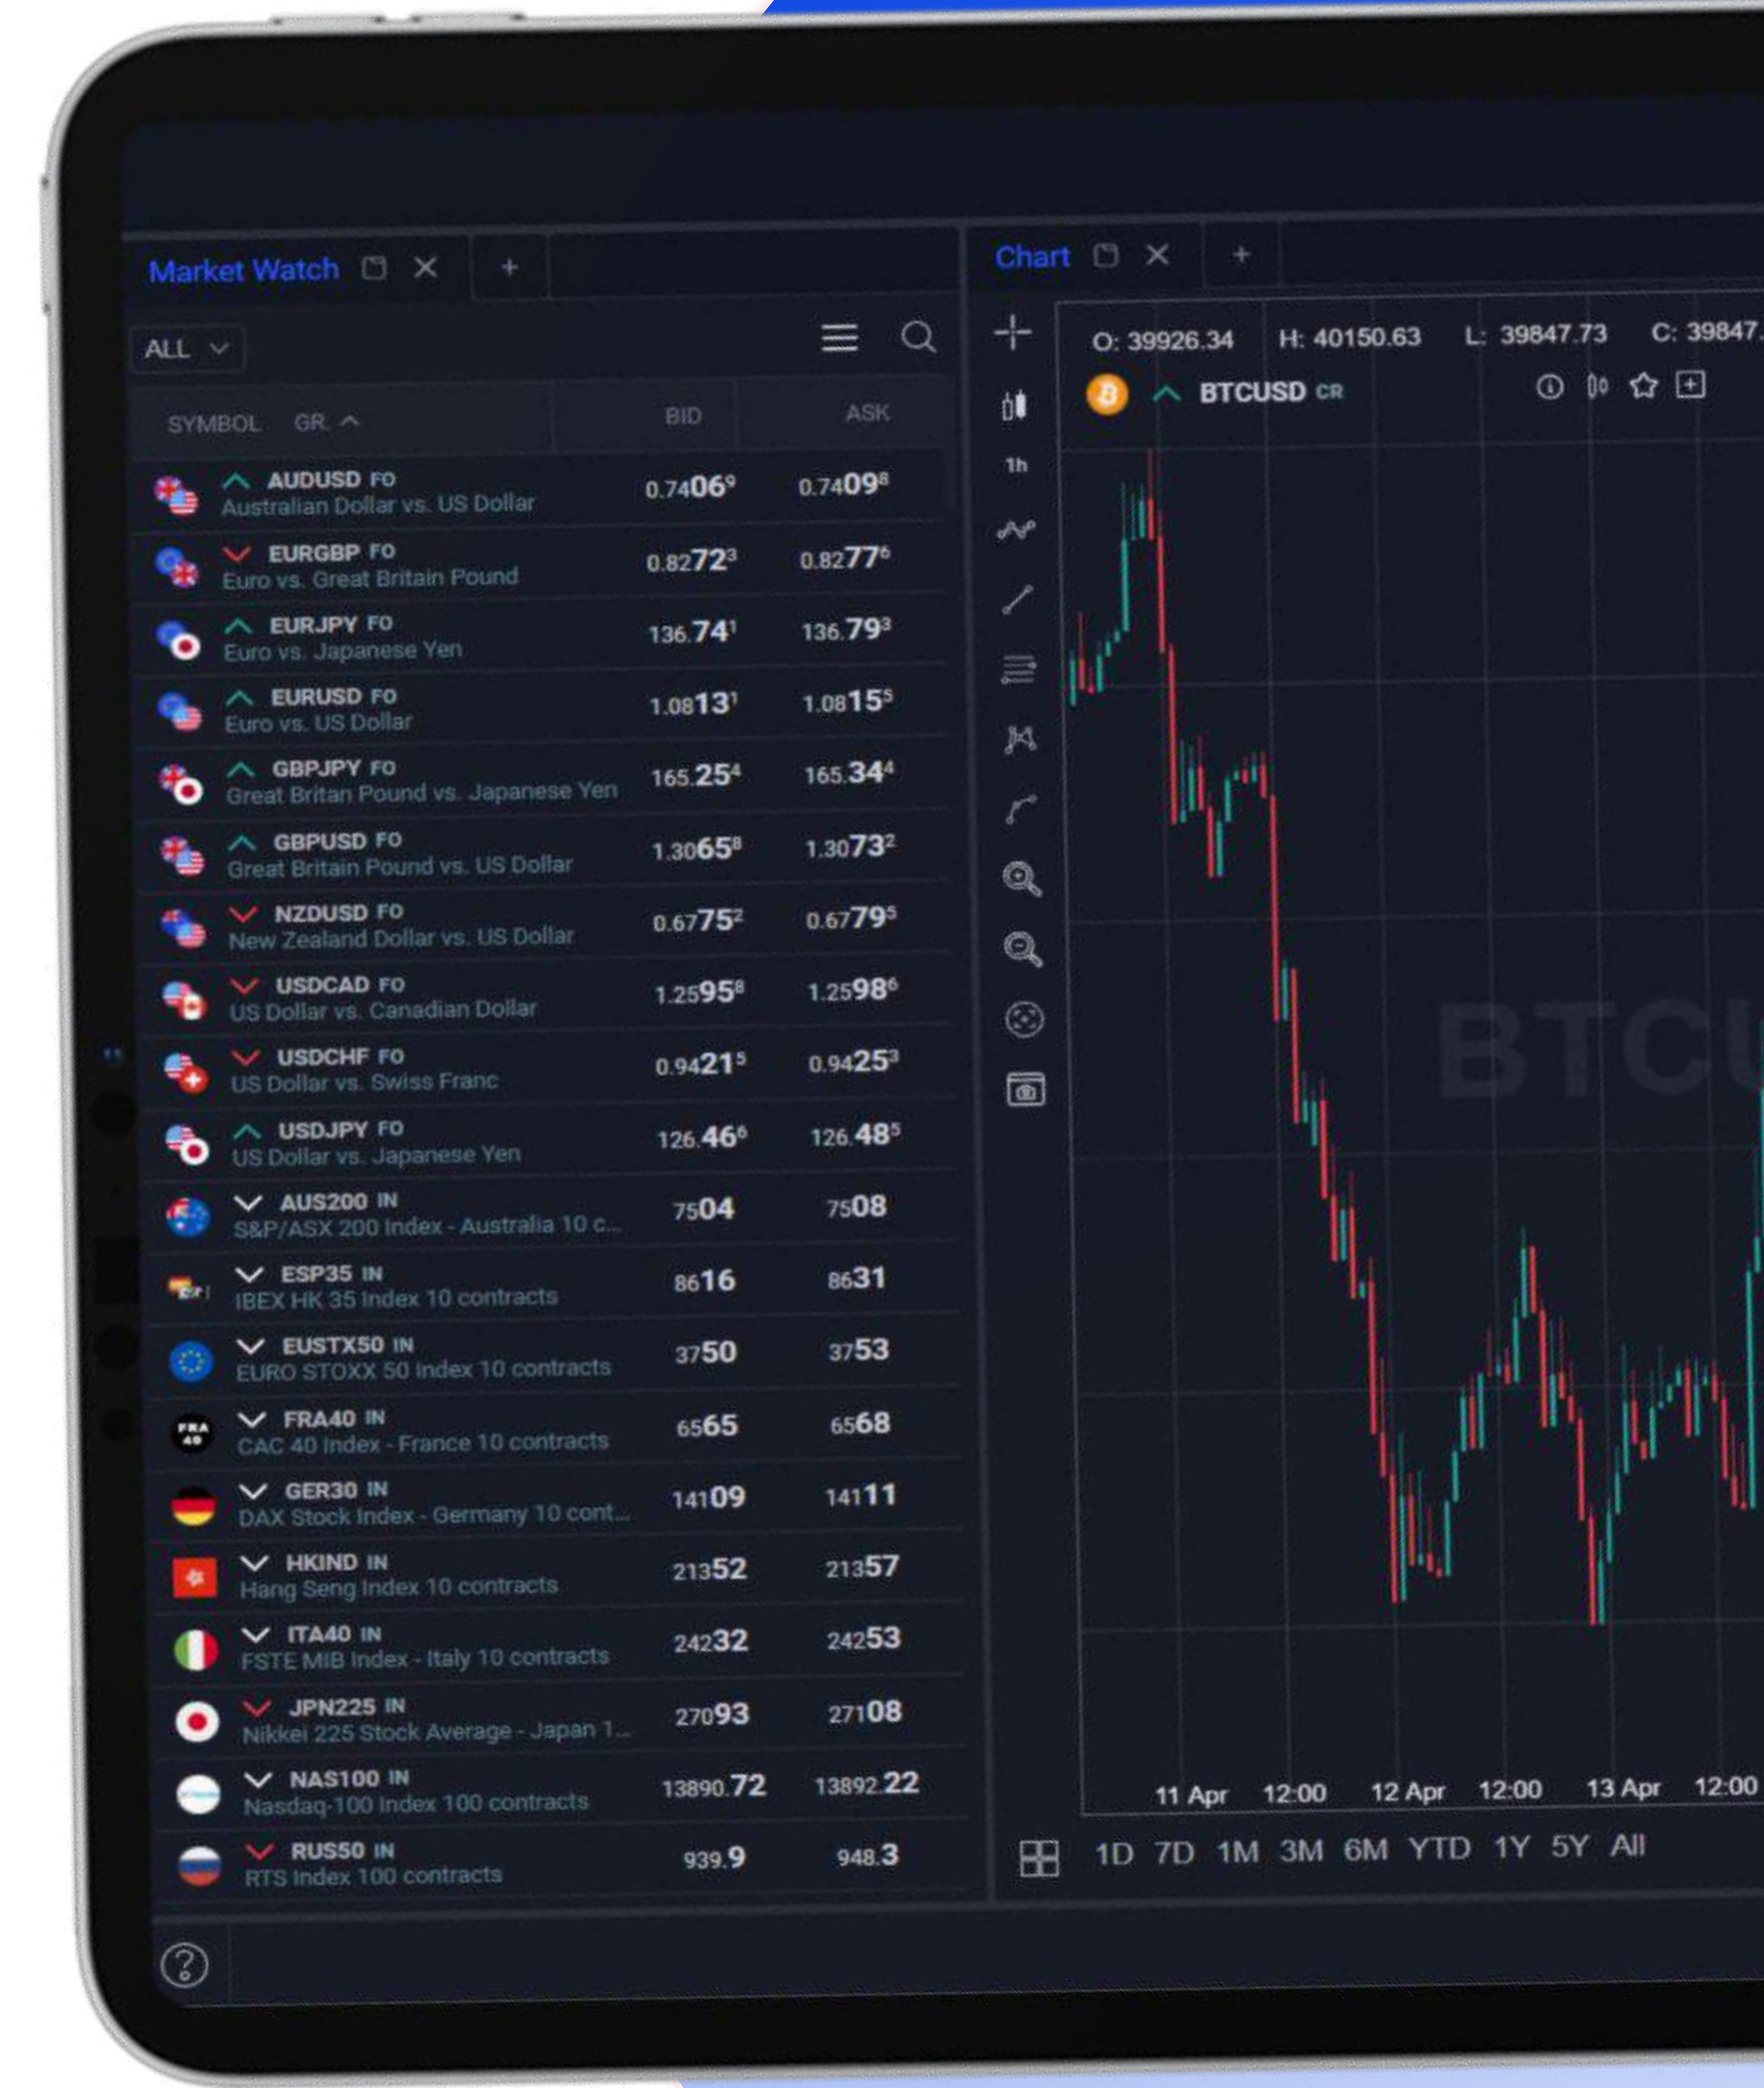 Market Watch
ALL
SYMBOL GR. BID ASK
AUDUSD FO 0.7406⁹ 0.7409⁸
Australian Dollar vs. US Dollar
EURGBP FO 0.8272³ 0.8277⁶
Euro vs. Great Britain Pound
EURJPY FO 136.74¹ 136.79³
Euro vs. Japanese Yen
EURUSD FO 1.0813¹ 1.0815⁵
Euro vs. US Dollar
GBPJPY FO 165.25⁴ 165.34⁴
Great Britan Pound vs. Japanese Yen
GBPUSD FO 1.3065⁸ 1.3073²
Great Britain Pound vs. US Dollar
NZDUSD FO 0.6775² 0.6779⁵
New Zealand Dollar vs. US Dollar
USDCAD FO 1.2595⁸ 1.2598⁶
US Dollar vs. Canadian Dollar
USDCHF FO 0.9421⁵ 0.9425³
US Dollar vs. Swiss Franc
USDJPY FO 126.46⁶ 126.48⁵
US Dollar vs. Japanese Yen
AUS200 IN 7504 7508
S&P/ASX 200 Index - Australia 10 c...
ESP35 IN 8616 8631
IBEX HK 35 Index 10 contracts
EUSTX50 IN 3750 3753
EURO STOXX 50 Index 10 contracts
FRA
40
FRA40 IN 6565 6568
CAC 40 Index - France 10 contracts
GER30 IN 14109 14111
DAX Stock Index - Germany 10 cont...
HKIND IN 21352 21357
Hang Seng Index 10 contracts
ITA40 IN 24232 24253
FSTE MIB Index - Italy 10 contracts
JPN225 IN 27093 27108
Nikkei 225 Stock Average - Japan 1...
NAS100 IN 13890.72 13892.22
Nasdaq-100 Index 100 contracts
RUS50 IN 939.9 948.3
RTS Index 100 contracts
Chart
O: 39926.34 H: 40150.63 L: 39847.73 C: 39847.
BTCUSD CR
1h
BTCU
11 Apr 12:00 12 Apr 12:00 13 Apr 12:00
1D 7D 1M 3M 6M YTD 1Y 5Y All